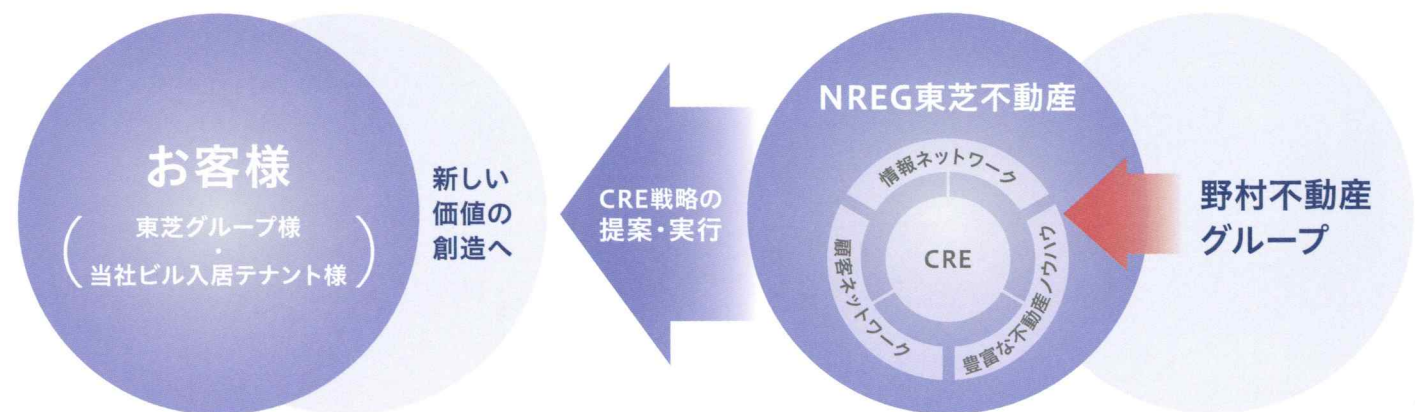 お客様
（東芝グループ様
・
当社ビル入居テナント様）
新しい
価値の
創造へ
CRE戦略の
提案・実行
NREG東芝不動産
情報ネットワーク
顧客ネットワーク
豊富な不動産ノウハウ
CRE
野村不動産
グループ